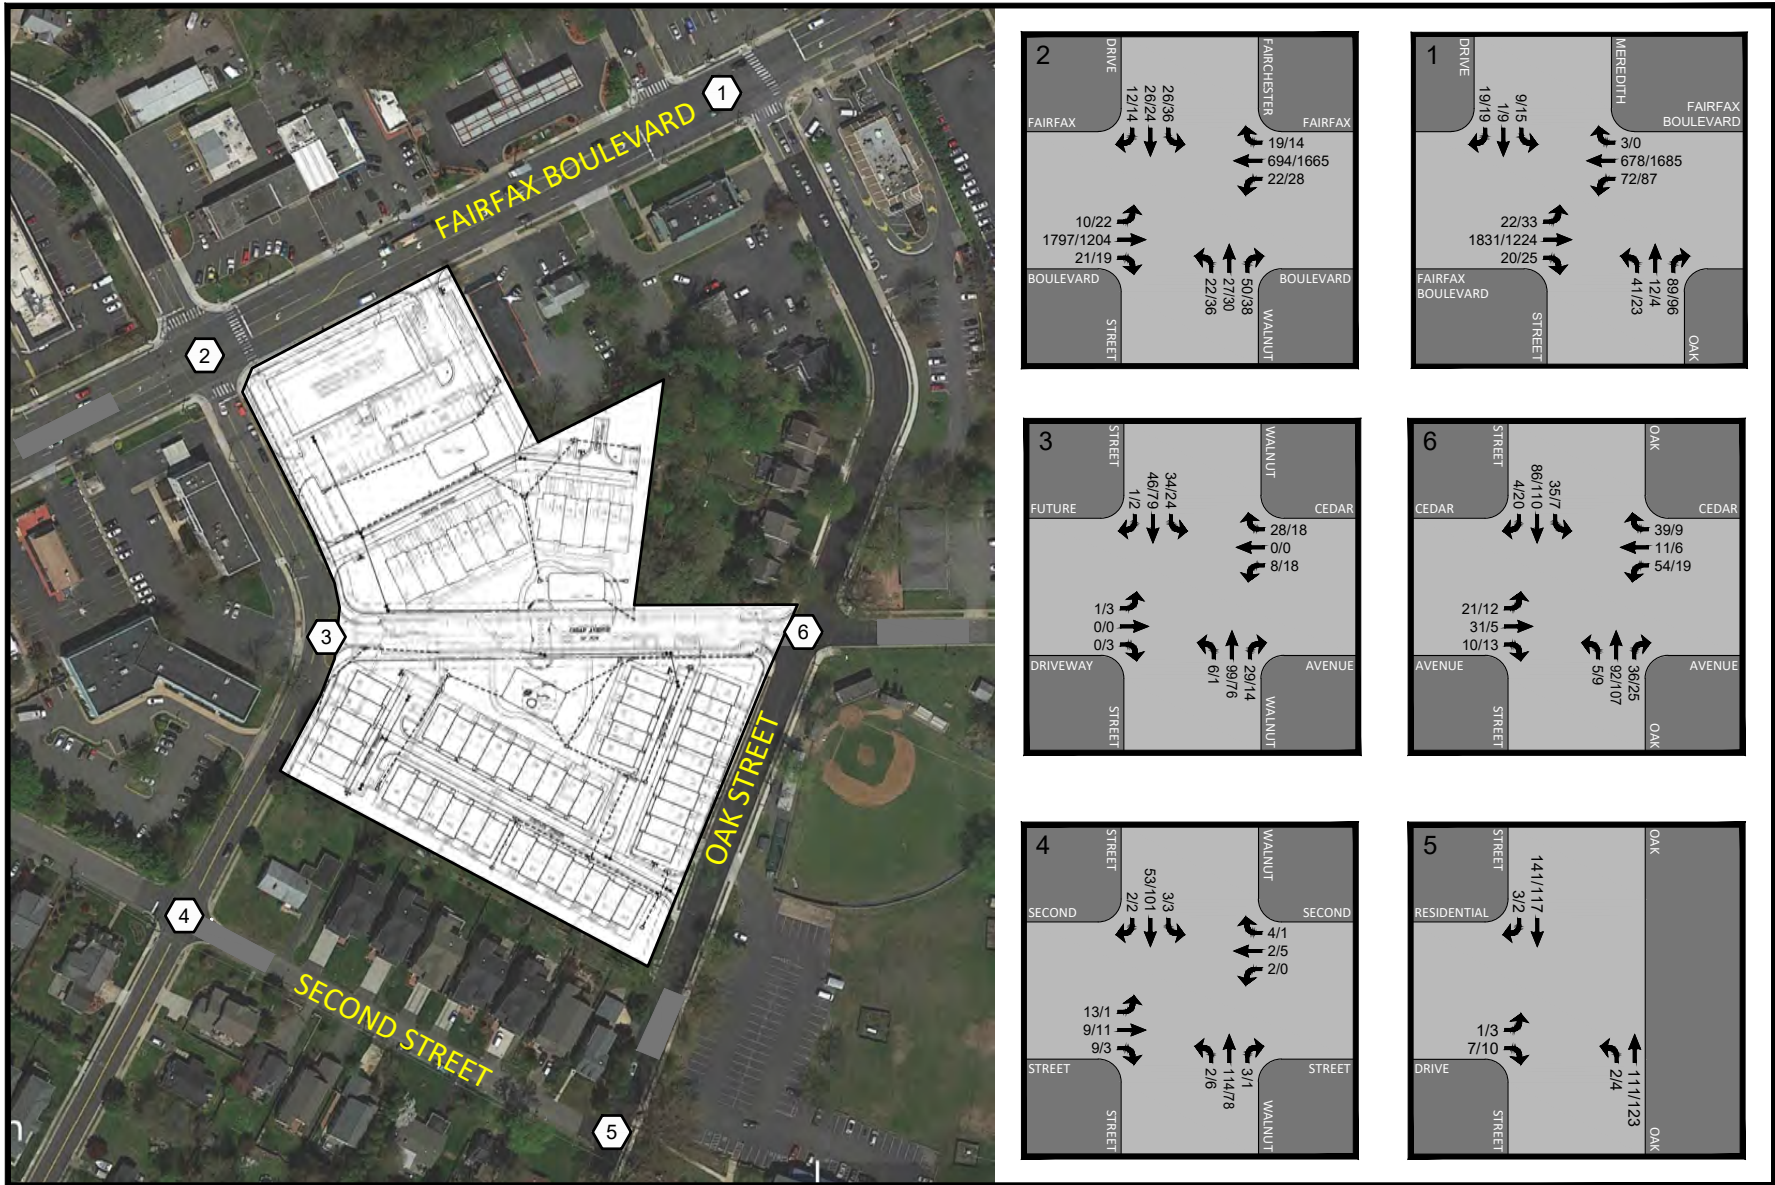 1
FAIRFAX BOULEVARD
2
3
6
OAK STREET
4
SECOND STREET
5
2
DRIVE
FAIRCHESTER
FAIRFAX
FAIRFAX
12/14
26/24
26/36
19/14
694/1665
22/28
10/22
1797/1204
21/19
22/36
27/30
50/38
BOULEVARD
BOULEVARD
STREET
WALNUT
1
DRIVE
MEREDITH
FAIRFAX
BOULEVARD
19/19
1/9
9/15
3/0
678/1685
72/87
22/33
1831/1224
20/25
41/23
12/4
89/96
FAIRFAX
BOULEVARD
STREET
OAK
3
STREET
WALNUT
FUTURE
CEDAR
1/2
46/79
34/24
28/18
0/0
8/18
1/3
0/0
0/3
6/1
99/76
29/14
DRIVEWAY
AVENUE
STREET
WALNUT
6
STREET
OAK
CEDAR
CEDAR
4/20
86/110
35/7
39/9
11/6
54/19
21/12
31/5
10/13
5/9
92/107
36/25
AVENUE
AVENUE
STREET
OAK
4
STREET
WALNUT
SECOND
SECOND
2/2
53/101
3/3
4/1
2/5
2/0
13/1
9/11
9/3
2/6
114/78
3/1
STREET
STREET
STREET
WALNUT
5
STREET
OAK
RESIDENTIAL
3/2
141/117
1/3
7/10
2/4
111/123
DRIVE
STREET
OAK